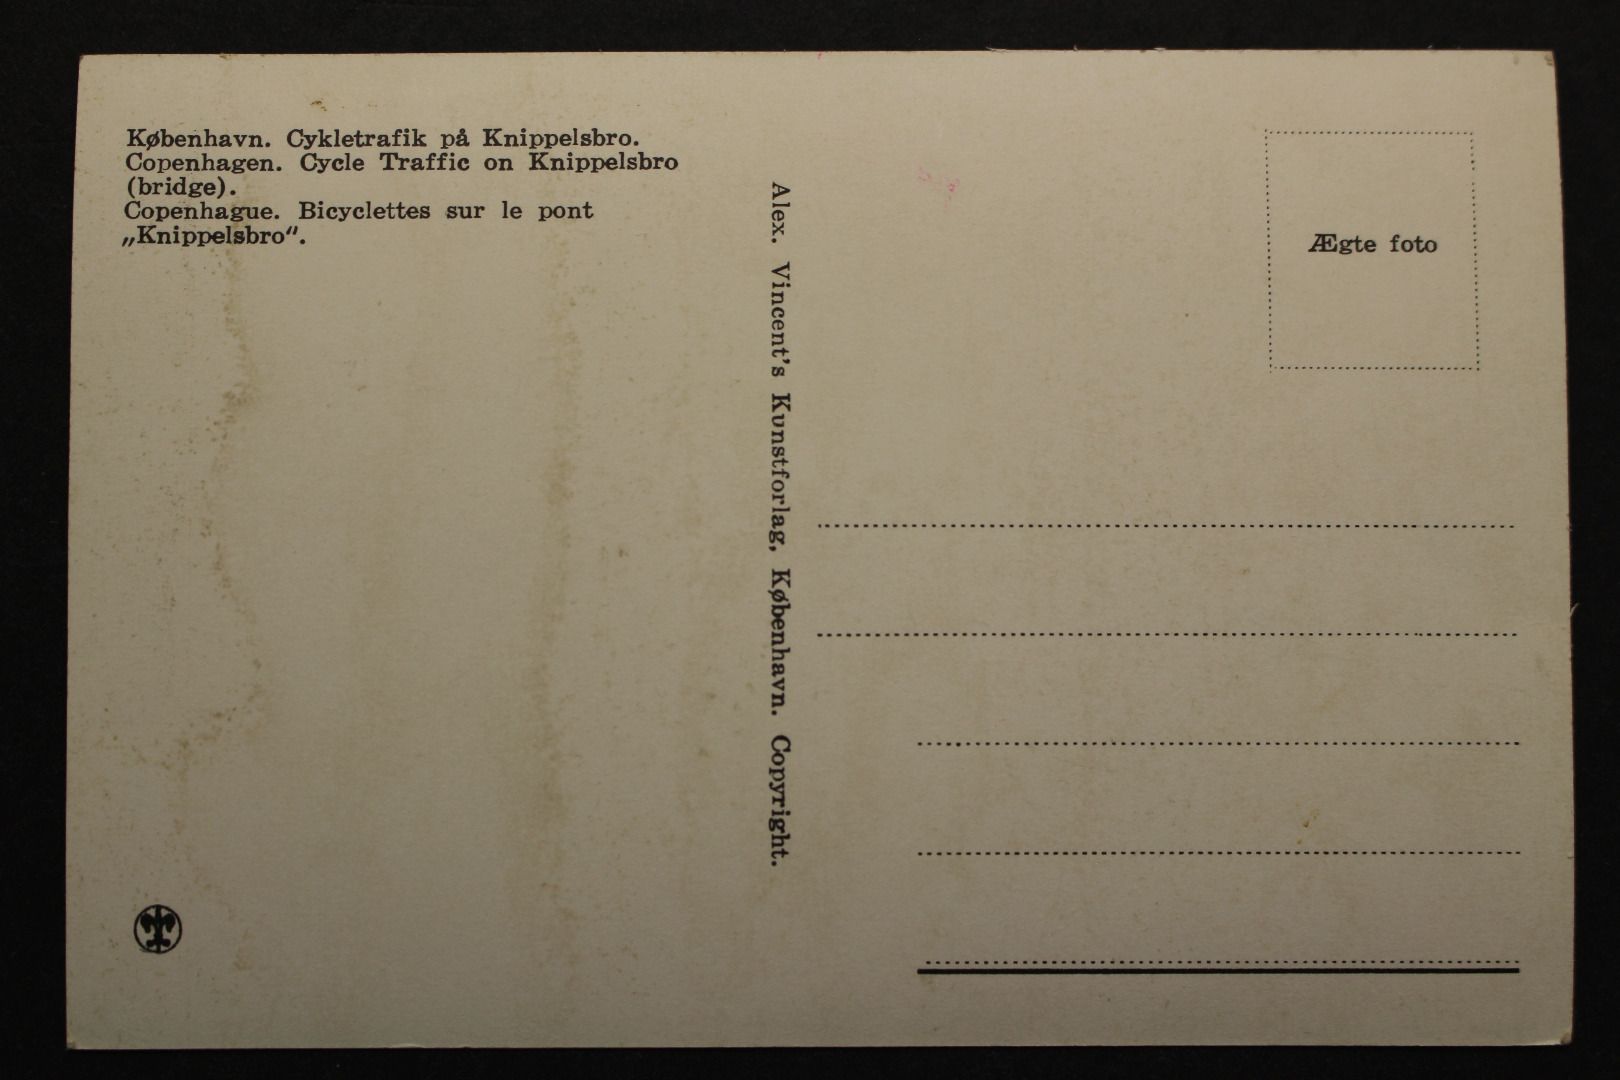 København. Cykletrafik på Knippelsbro.
Copenhagen. Cycle Traffic on Knippelsbro
(bridge).
Copenhague. Bicyclettes sur le pont
„Knippelsbro“.
Alex. Vincent's Kunstforlag, København. Copyright.
Ægte foto